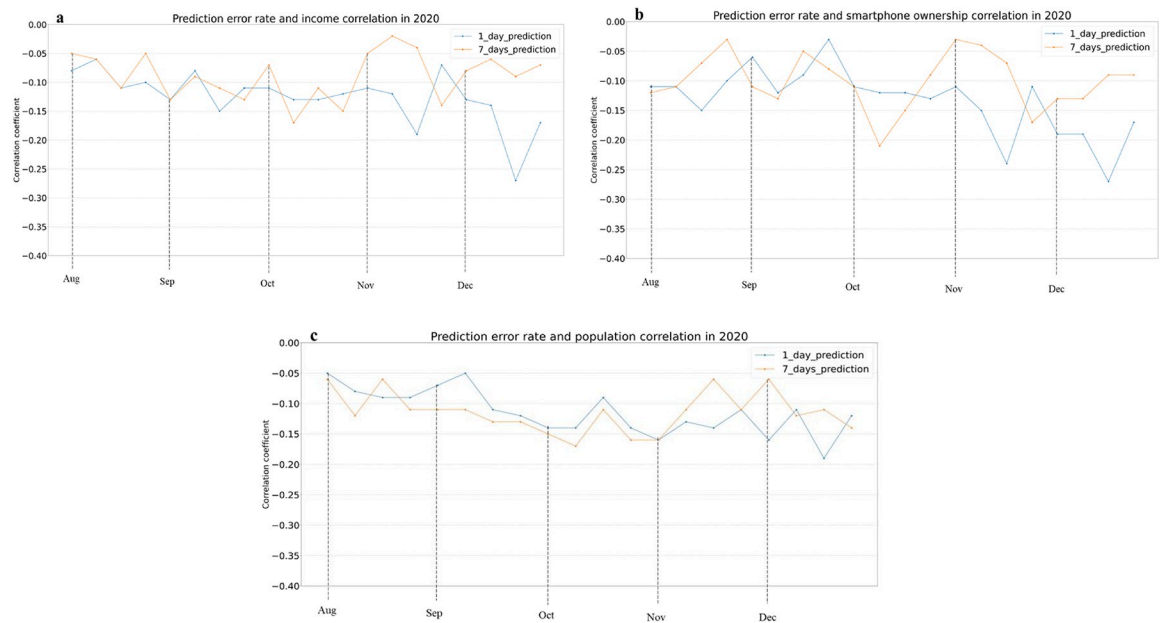 a
Prediction error rate and income correlation in 2020
1_day_prediction
7_days_prediction
Correlation coefficient
0.00
−0.05
−0.10
−0.15
−0.20
−0.25
−0.30
−0.35
−0.40
Aug
Sep
Oct
Nov
Dec
b
Prediction error rate and smartphone ownership correlation in 2020
1_day_prediction
7_days_prediction
Correlation coefficient
0.00
−0.05
−0.10
−0.15
−0.20
−0.25
−0.30
−0.35
−0.40
Aug
Sep
Oct
Nov
Dec
c
Prediction error rate and population correlation in 2020
1_day_prediction
7_days_prediction
Correlation coefficient
0.00
−0.05
−0.10
−0.15
−0.20
−0.25
−0.30
−0.35
−0.40
Aug
Sep
Oct
Nov
Dec